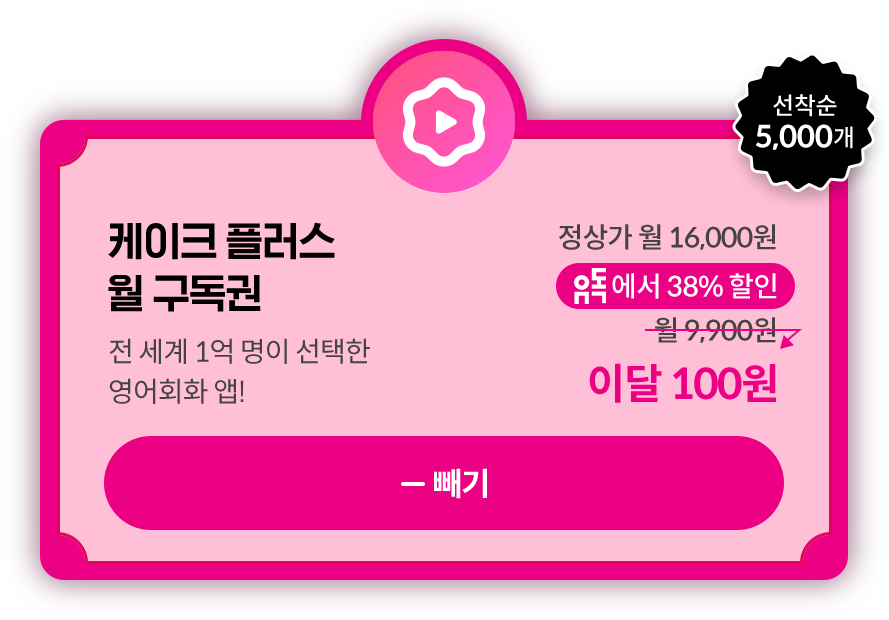 선착순
5,000개
케이크 플러스
월 구독권
전 세계 1억 명이 선택한
영어회화 앱!
정상가 월 16,000원
유독에서 38% 할인
월 9,900원
이달 100원
– 빼기